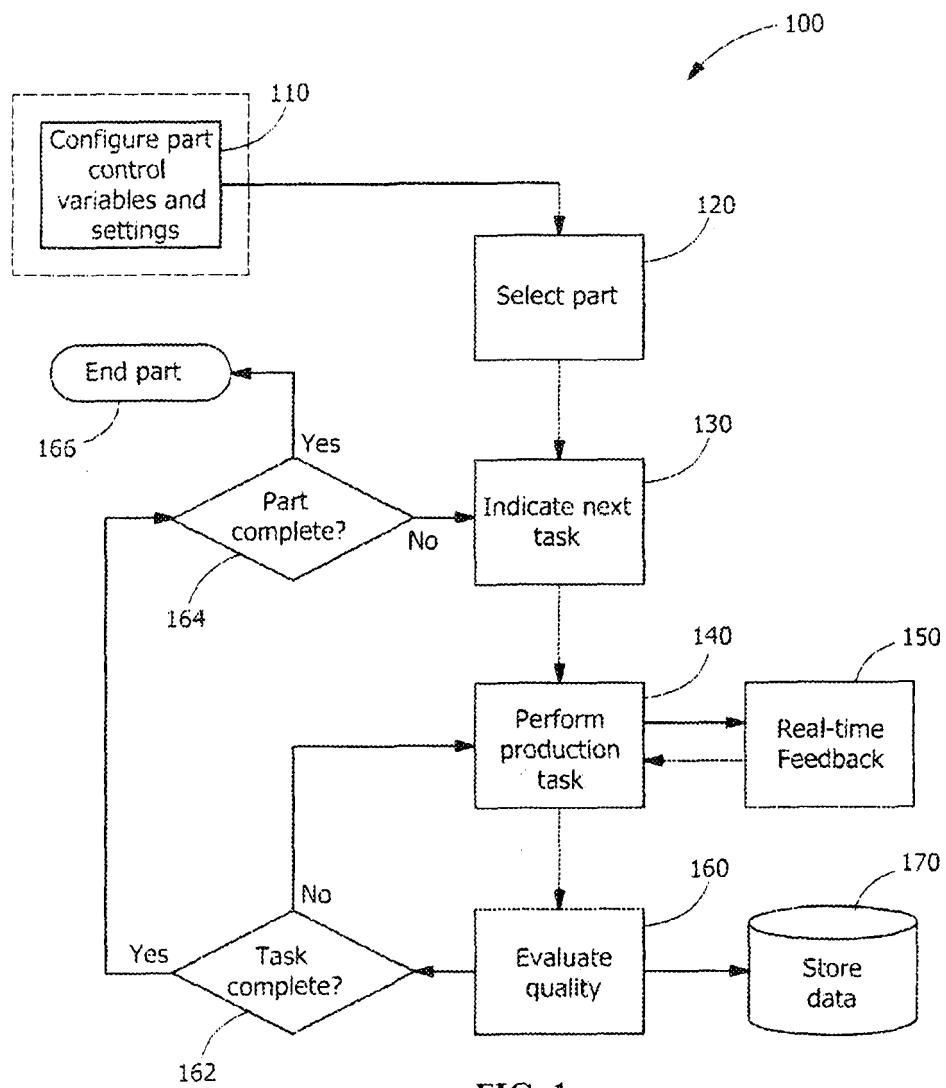 100
110
Configure part
control
variables and
settings
120
Select part
End part
166
Yes
130
Part
complete?
No
Indicate next
task
164
140
150
Perform
production
task
Real-time
Feedback
No
160
170
Yes
Task
complete?
Evaluate
quality
Store
data
162
FIG. 1